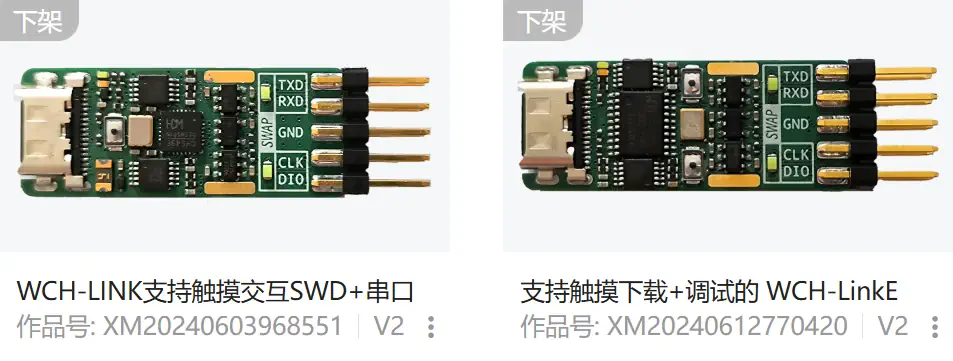 下架
TXD
RXD
SWAP
GND
CLK
DIO
WCH-LINK支持触摸交互SWD+串口
作品号: XM20240603968551
V2
下架
TXD
RXD
SWAP
GND
CLK
DIO
支持触摸下载+调试的 WCH-LinkE
作品号: XM20240612770420
V2